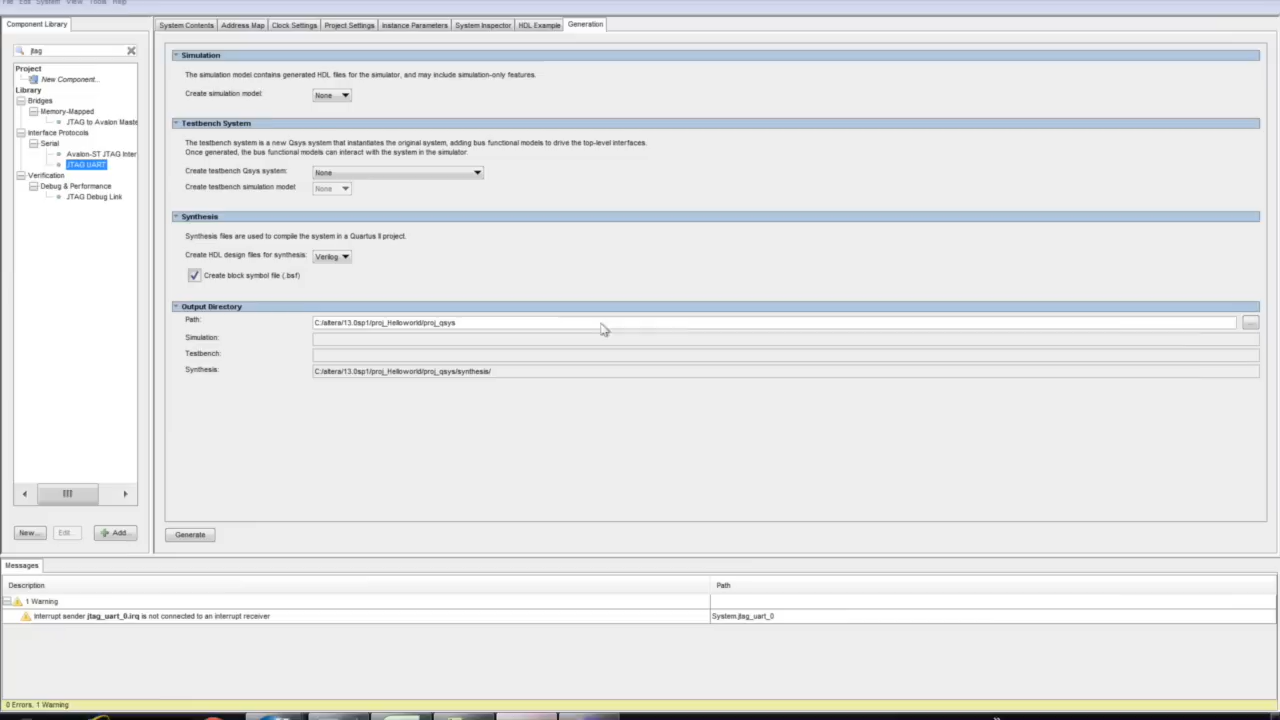 File Edit System View Tools Help
Component Library
System Contents Address Map Clock Settings Project Settings Instance Parameters System Inspector HDL Example Generation
jtag
Project
New Component...
Library
Bridges
Memory-Mapped
JTAG to Avalon Maste
Interface Protocols
Serial
Avalon-ST JTAG Inter
JTAG UART
Verification
Debug & Performance
JTAG Debug Link
New...
Edit...
Add...
Simulation
The simulation model contains generated HDL files for the simulator, and may include simulation-only features.
Create simulation model: None
Testbench System
The testbench system is a new Qsys system that instantiates the original system, adding bus functional models to drive the top-level interfaces.
Once generated, the bus functional models can interact with the system in the simulator.
Create testbench Qsys system: None
Create testbench simulation model: None
Synthesis
Synthesis files are used to compile the system in a Quartus II project.
Create HDL design files for synthesis: Verilog
Create block symbol file (.bsf)
Output Directory
Path: C:/altera/13.0sp1/proj_Helloworld/proj_qsys
...
Simulation:
Testbench:
Synthesis: C:/altera/13.0sp1/proj_Helloworld/proj_qsys/synthesis/
Generate
Messages
Description Path
1 Warning
Interrupt sender jtag_uart_0.irq is not connected to an interrupt receiver System.jtag_uart_0
0 Errors, 1 Warning